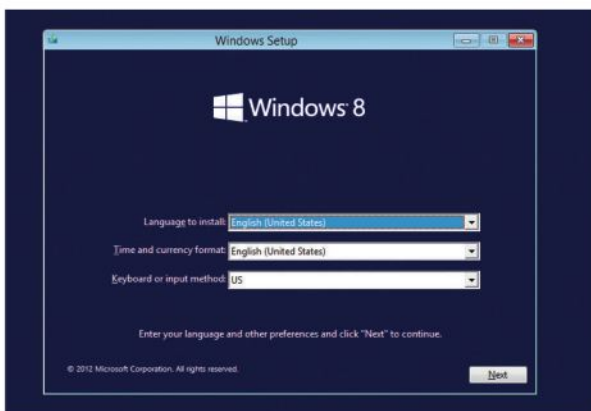 Windows Setup
Windows 8
Language to install: English (United States)
Time and currency format: English (United States)
Keyboard or input method: US
Enter your language and other preferences and click "Next" to continue.
© 2012 Microsoft Corporation. All rights reserved.
Next